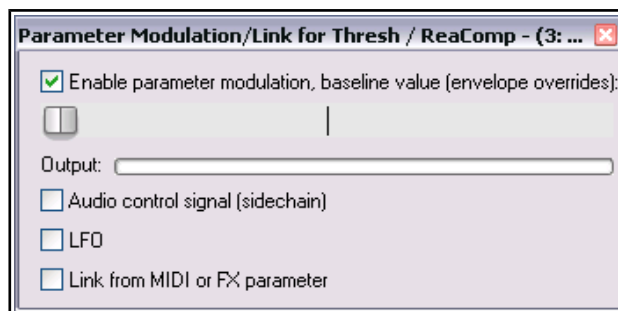 Parameter Modulation/Link for Thresh / ReaComp - (3: ...
Enable parameter modulation, baseline value (envelope overrides):
Output:
Audio control signal (sidechain)
LFO
Link from MIDI or FX parameter